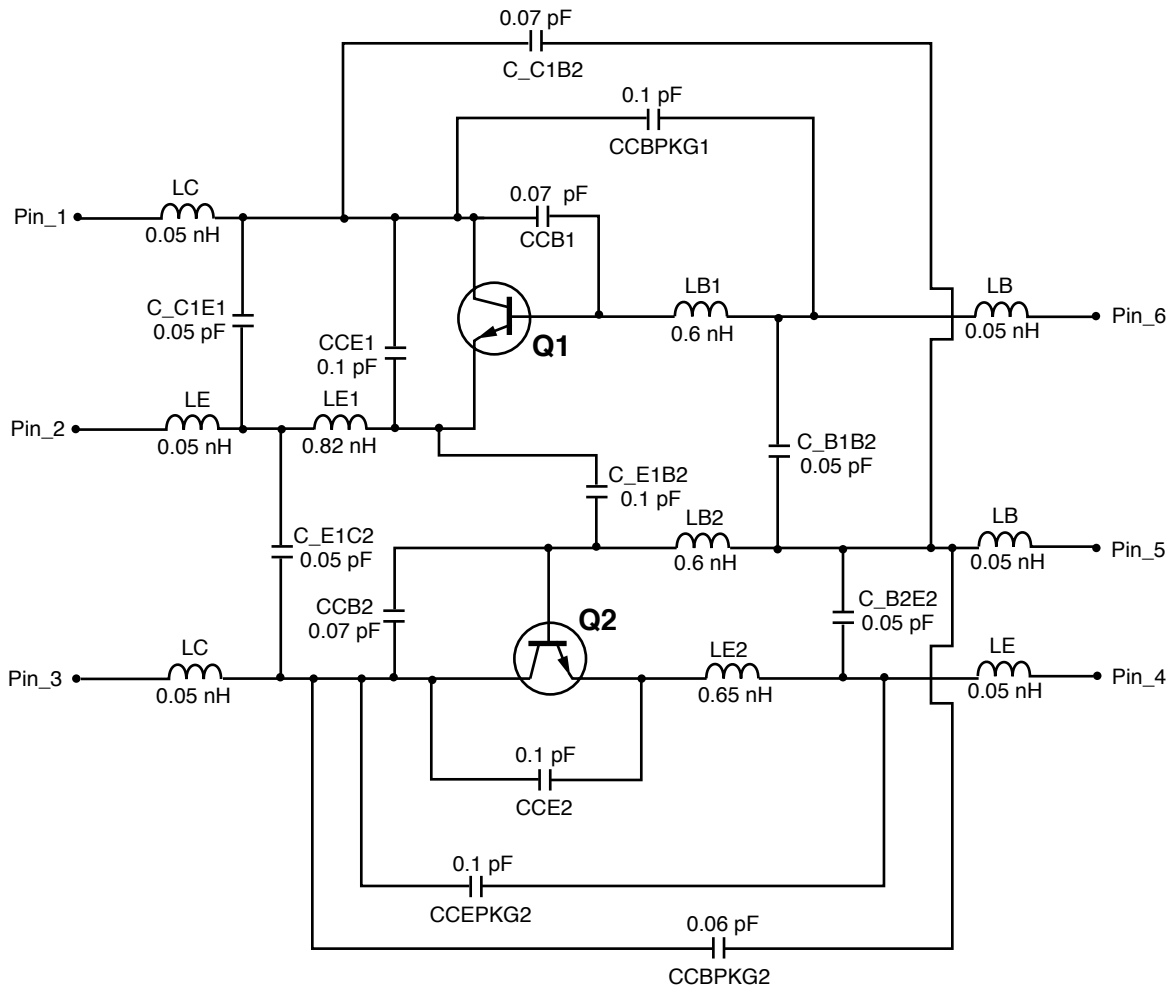 0.07 pF
C_C1B2
0.1 pF
CCBPKG1
LC
0.07 pF
Pin_1
0.05 nH
CCB1
LB1
LB
C_C1E1
0.05 pF
Pin_6
CCE1
0.1 pF
Q1
0.6 nH
0.05 nH
LE
LE1
Pin_2
0.05 nH
0.82 nH
C_B1B2
0.05 pF
C_E1B2
0.1 pF
LB2
LB
C_E1C2
0.05 pF
0.6 nH
0.05 nH
Pin_5
CCB2
0.07 pF
Q2
C_B2E2
0.05 pF
LC
LE2
LE
Pin_3
0.05 nH
0.65 nH
0.05 nH
Pin_4
0.1 pF
CCE2
0.1 pF
CCEPKG2
0.06 pF
CCBPKG2